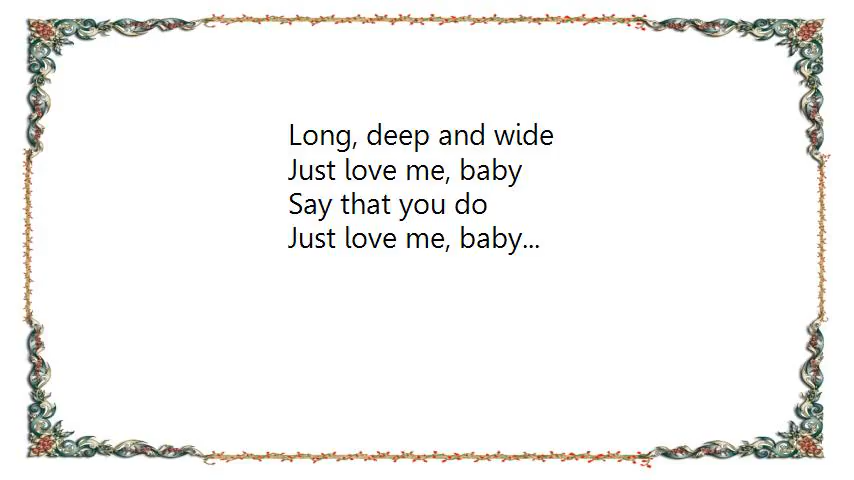 Long, deep and wide
Just love me, baby
Say that you do
Just love me, baby...